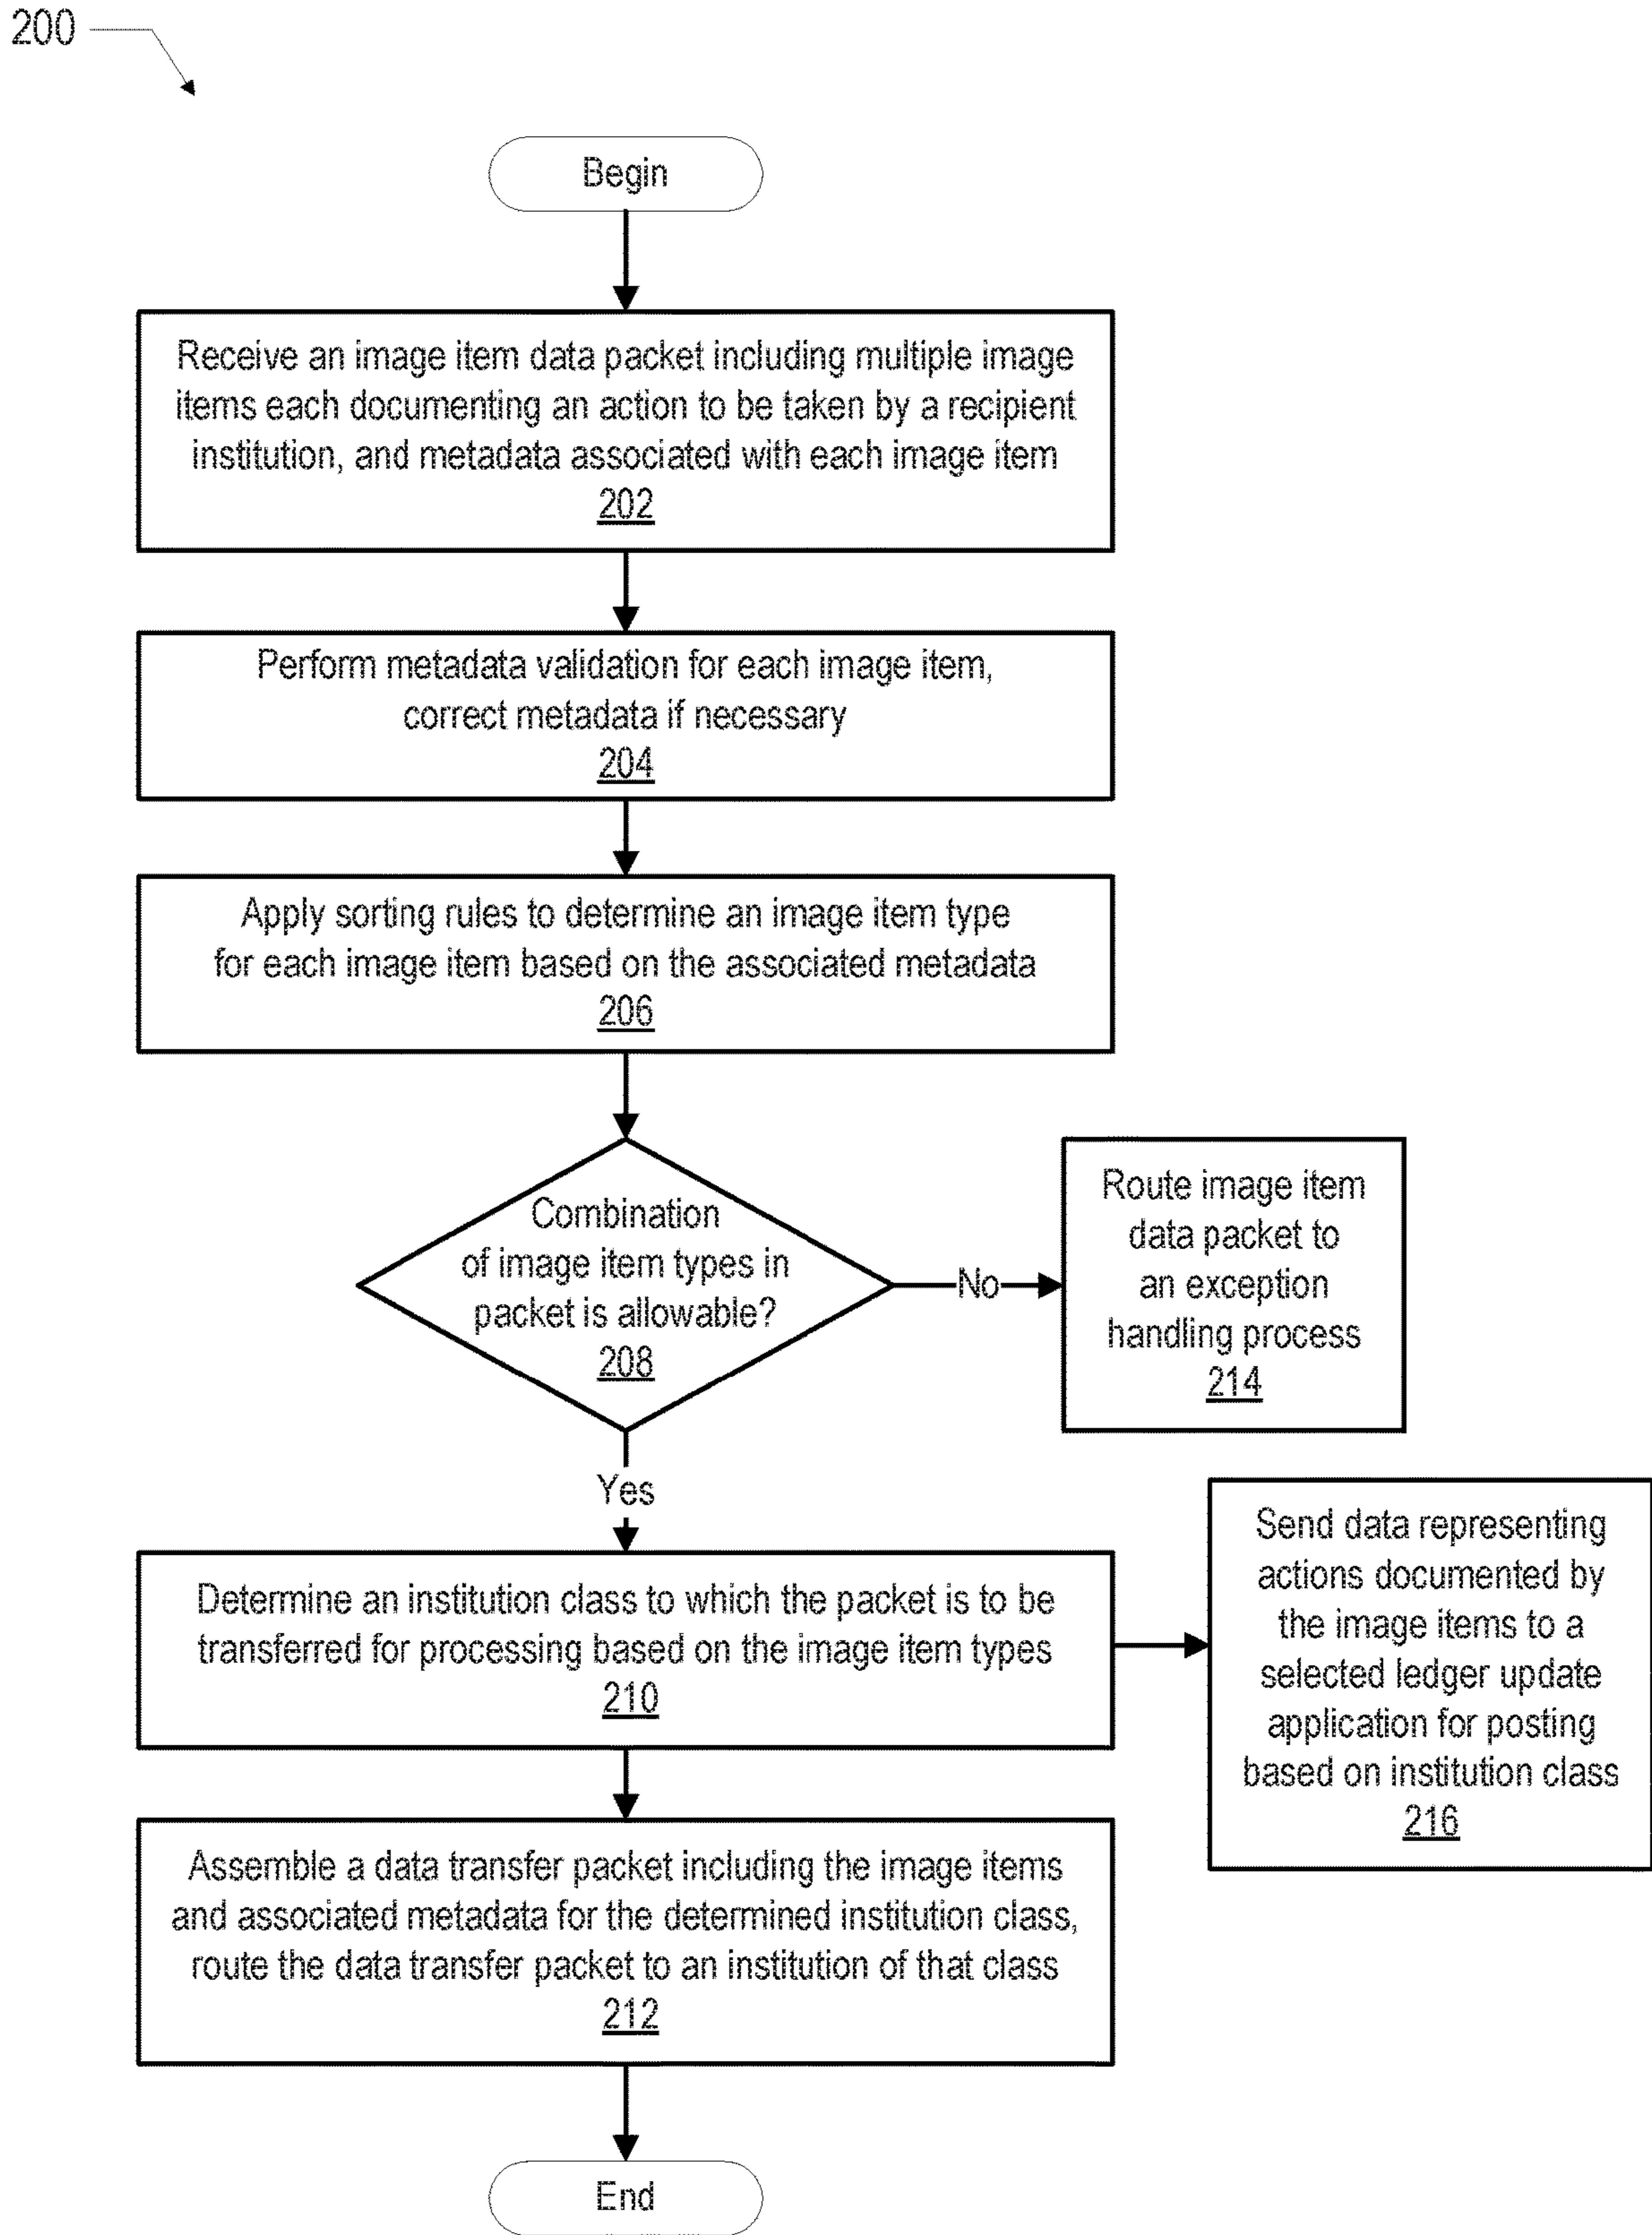 200
Begin
Receive an image item data packet including multiple image
items each documenting an action to be taken by a recipient
institution, and metadata associated with each image item
202
Perform metadata validation for each image item,
correct metadata if necessary
204
Apply sorting rules to determine an image item type
for each image item based on the associated metadata
206
Combination
of image item types in
packet is allowable?
208
No
Route image item
data packet to
an exception
handling process
214
Yes
Determine an institution class to which the packet is to be
transferred for processing based on the image item types
210
Send data representing
actions documented by
the image items to a
selected ledger update
application for posting
based on institution class
216
Assemble a data transfer packet including the image items
and associated metadata for the determined institution class,
route the data transfer packet to an institution of that class
212
End